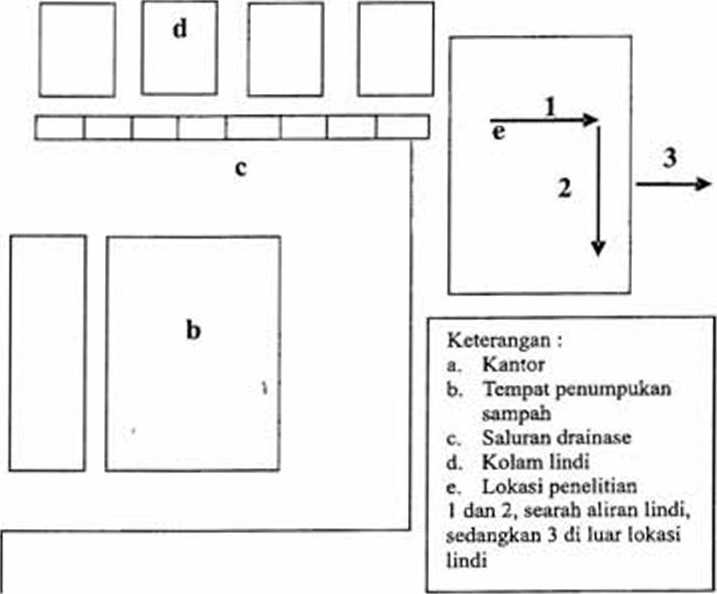 d
1
e
3
2
c
b
Keterangan :
a. Kantor
b. Tempat penumpukan
sampah
c. Saluran drainase
d. Kolam lindi
e. Lokasi penelitian
1 dan 2, searah aliran lindi,
sedangkan 3 di luar lokasi
lindi